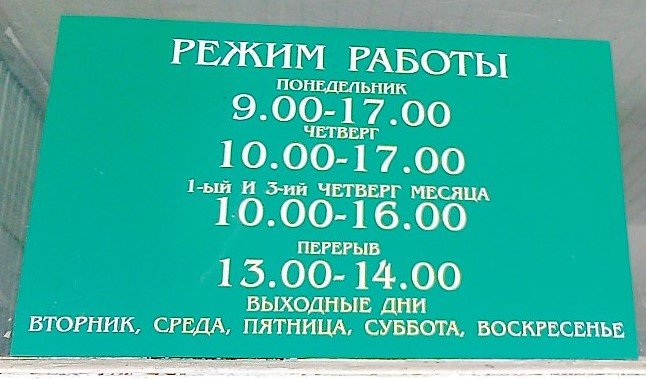 РЕЖИМ РАБОТЫ
ПОНЕДЕЛЬНИК
9.00-17.00
ЧЕТВЕРГ
10.00-17.00
1-ый И 3-ий ЧЕТВЕРГ МЕСЯЦА
10.00-16.00
ПЕРЕРЫВ
13.00-14.00
ВЫХОДНЫЕ ДНИ
ВТОРНИК, СРЕДА, ПЯТНИЦА, СУББОТА, ВОСКРЕСЕНЬЕ